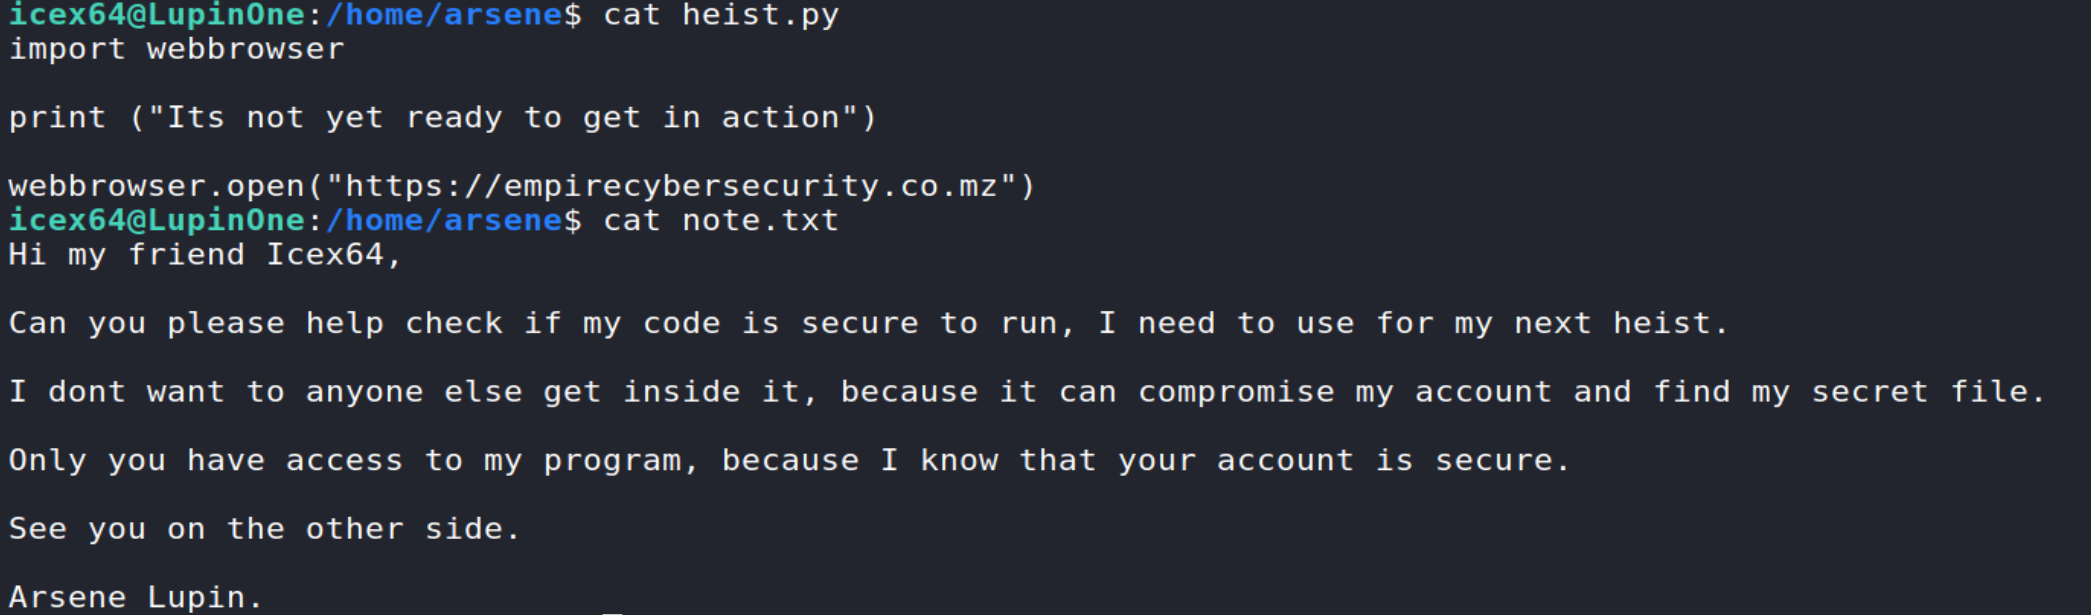 icex64@LupinOne:/home/arsene$ cat heist.py
import webbrowser
print ("Its not yet ready to get in action")
webbrowser.open("https://empirecybersecurity.co.mz")
icex64@LupinOne:/home/arsene$ cat note.txt
Hi my friend Icex64,
Can you please help check if my code is secure to run, I need to use for my next heist.
I dont want to anyone else get inside it, because it can compromise my account and find my secret file.
Only you have access to my program, because I know that your account is secure.
See you on the other side.
Arsene Lupin.